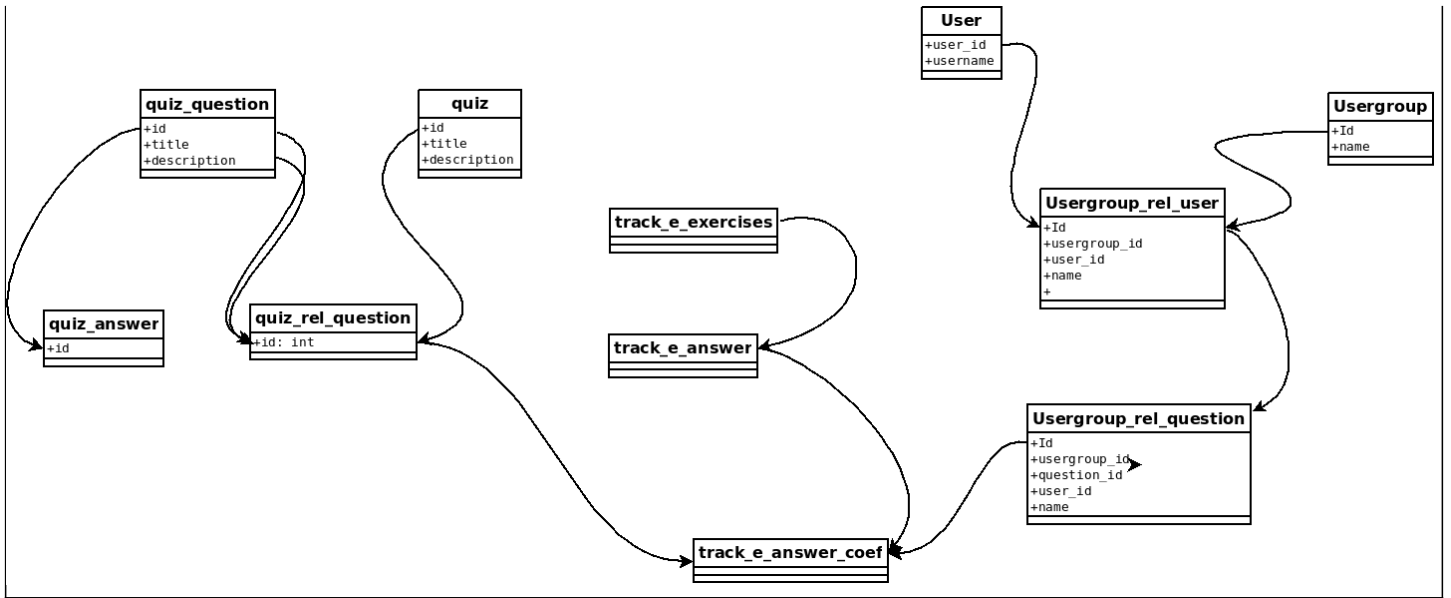 User
+user_id
+username
quiz_question
+id
+title
+description
quiz
+id
+title
+description
Usergroup
+Id
+name
Usergroup_rel_user
+Id
+usergroup_id
+user_id
+name
+
track_e_exercises
quiz_answer
+id
quiz_rel_question
+id: int
track_e_answer
Usergroup_rel_question
+Id
+usergroup_id
+question_id
+user_id
+name
track_e_answer_coef